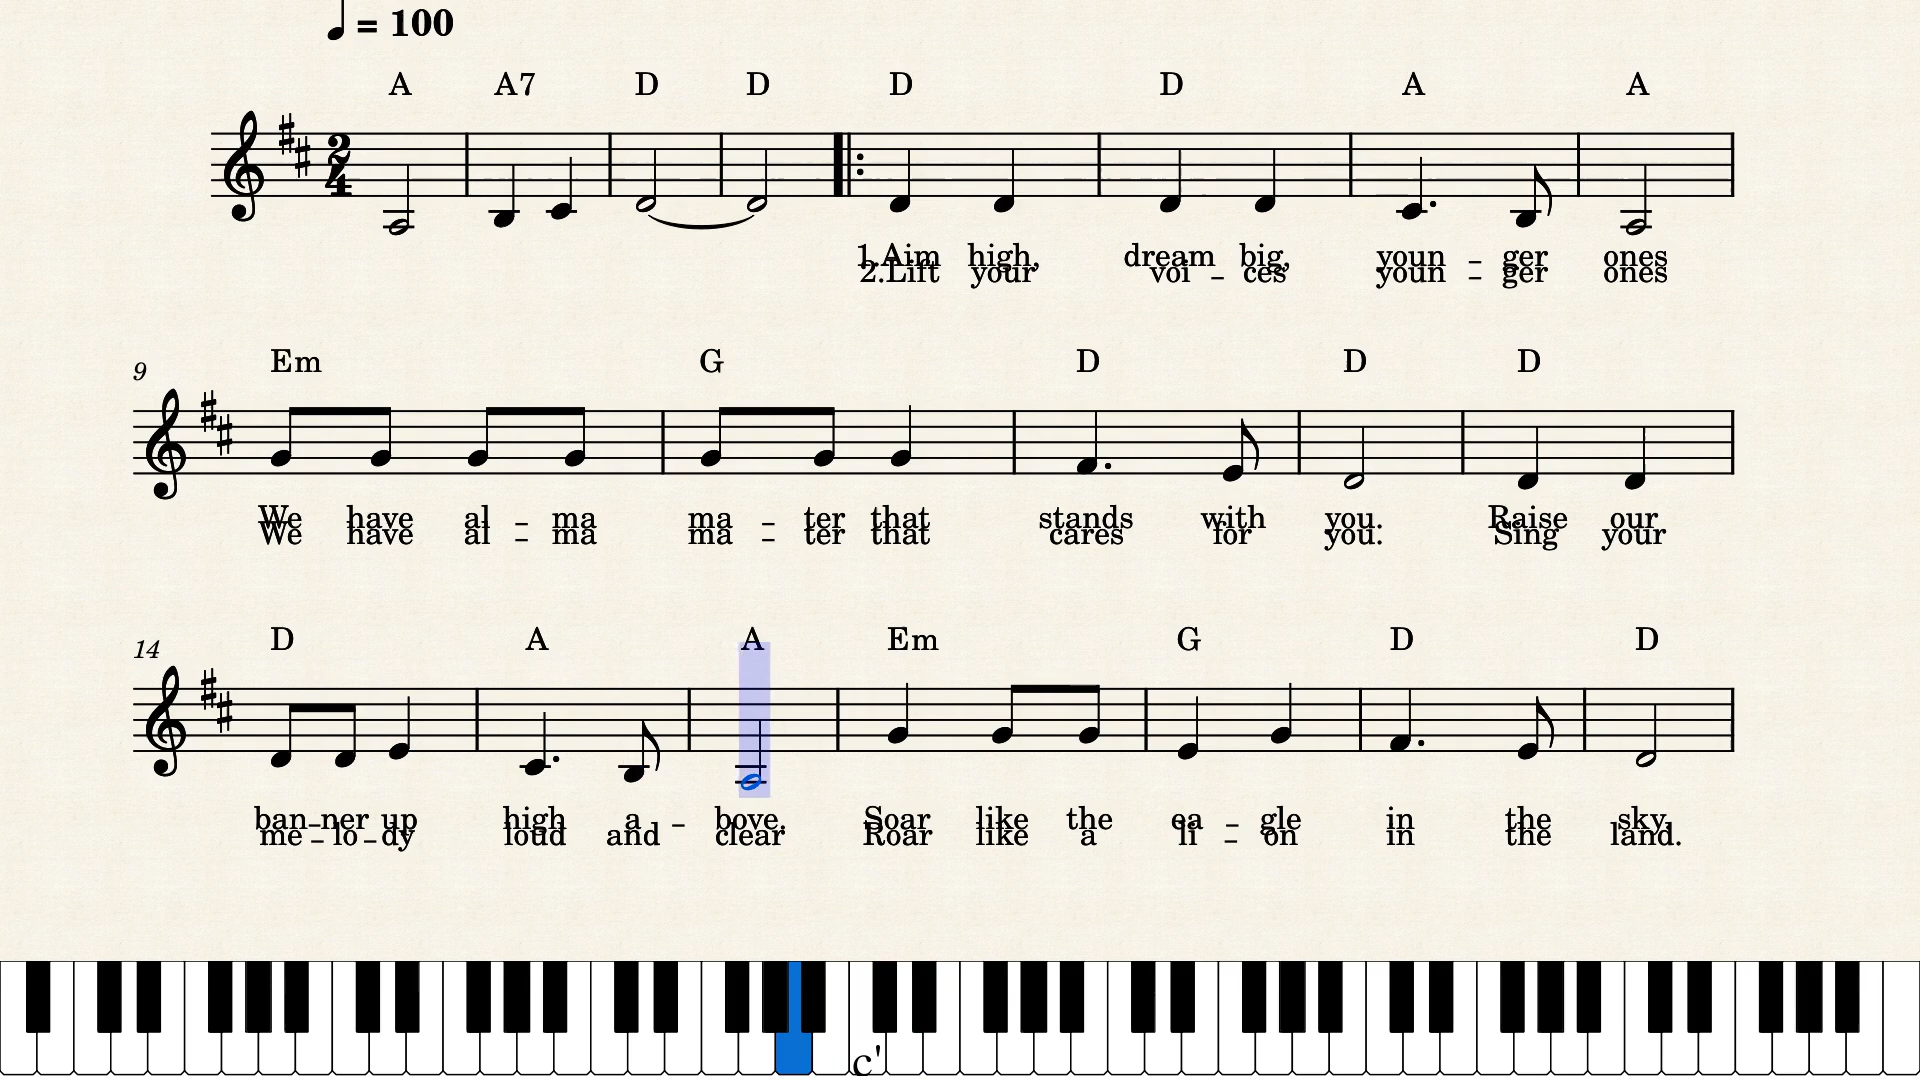 = 100
A A7 D D D D A A
2
4
1.Aim high, dream big, youn - ger ones
2.Lift your voi - ces youn - ger ones
9
Em G D D D
We have al - ma ma - ter that stands with you. Raise our
We have al - ma ma - ter that cares for you. Sing your
14
D A A Em G D D
ban-ner up high a - bove. Soar like the ea - gle in the sky.
me-lo-dy loud and clear Roar like a li - on in the land.
c'